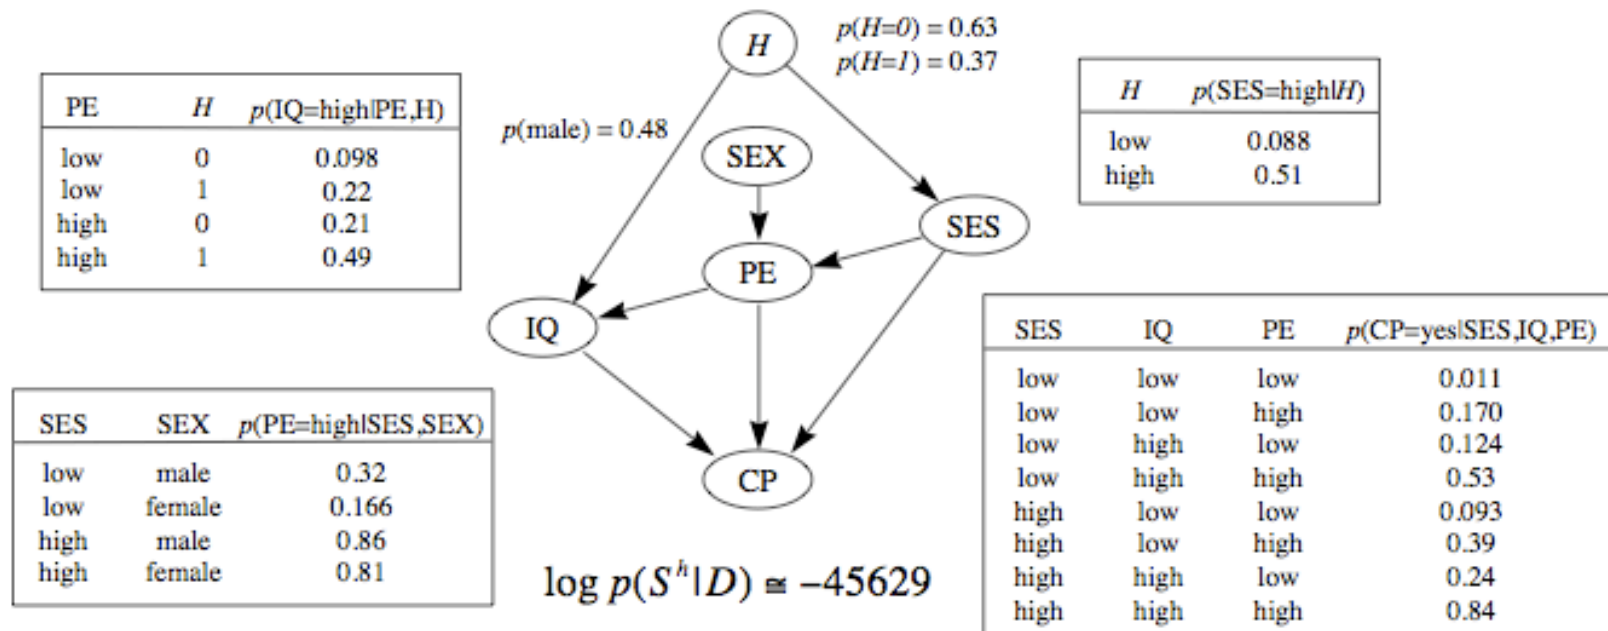 H
p(H=0) = 0.63
p(H=1) = 0.37
PE H p(IQ=high|PE,H)
low 0 0.098
low 1 0.22
high 0 0.21
high 1 0.49
p(male) = 0.48
H p(SES=high|H)
low 0.088
high 0.51
SEX
SES
PE
IQ
CP
SES SEX p(PE=high|SES,SEX)
low male 0.32
low female 0.166
high male 0.86
high female 0.81
SES IQ PE p(CP=yes|SES,IQ,PE)
low low low 0.011
low low high 0.170
low high low 0.124
low high high 0.53
high low low 0.093
high low high 0.39
high high low 0.24
high high high 0.84
log p(S^h|D) ≅ −45629